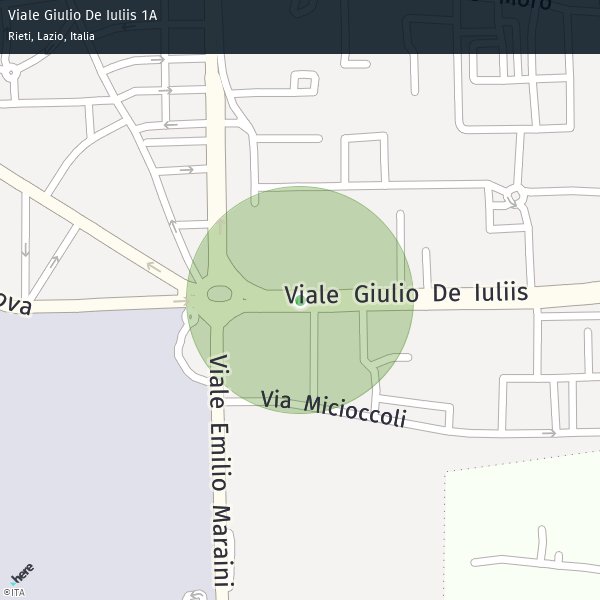 Viale Giulio De Iuliis 1A
Rieti, Lazio, Italia
Moro
ova
Viale Giulio De Iuliis
Viale Emilio Maraini
Via Micioccoli
here
©ITA